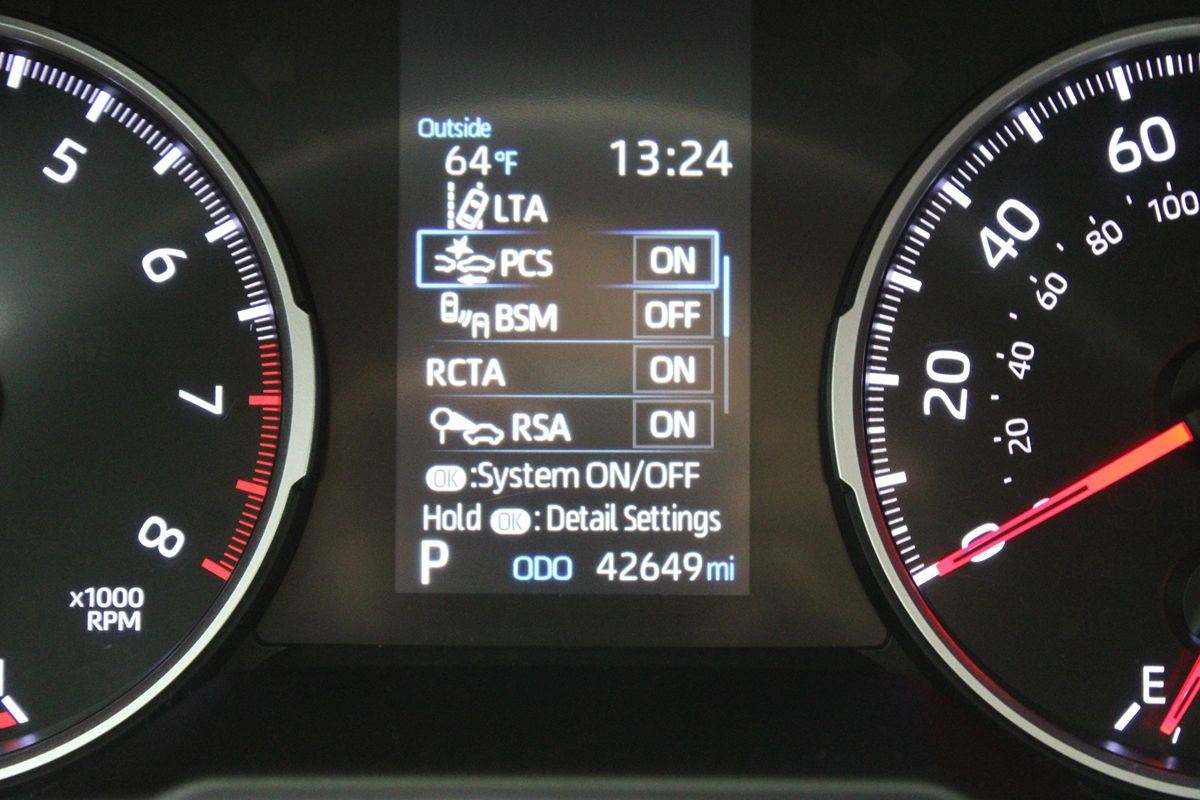 5
6
7
8
x1000
RPM
Outside
64°F 13:24
LTA
PCS ON
BSM OFF
RCTA ON
RSA ON
OK:System ON/OFF
Hold OK: Detail Settings
P ODO 42649mi
60
40
20
0
100
80
60
40
20
E